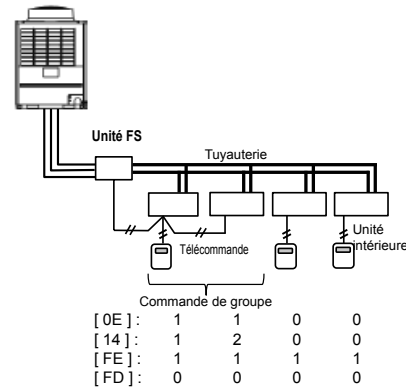 Unité FS
Tuyauterie
Télécommande
Unité
intérieure
Commande de groupe
[ 0E ] : 1 1 0 0
[ 14 ] : 1 2 0 0
[ FE ] : 1 1 1 1
[ FD ] : 0 0 0 0